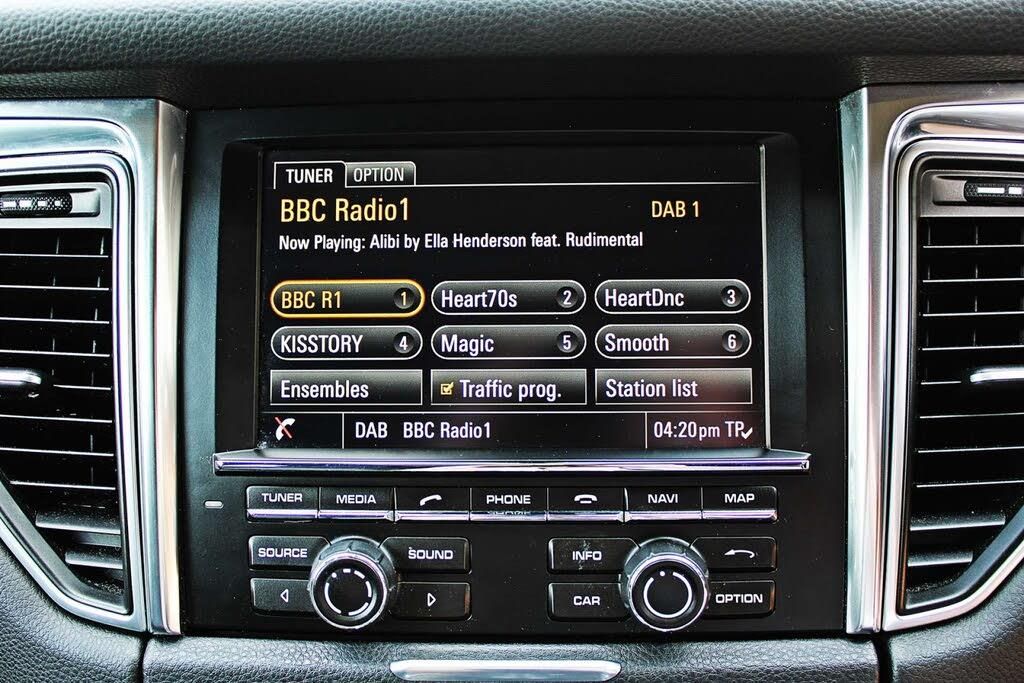 TUNER OPTION
BBC Radio1 DAB 1
Now Playing: Alibi by Ella Henderson feat. Rudimental
BBC R1 1 Heart70s 2 HeartDnc 3
KISSTORY 4 Magic 5 Smooth 6
Ensembles Traffic prog. Station list
DAB BBC Radio1 04:20pm TP
TUNER MEDIA PHONE NAVI MAP
SOURCE SOUND INFO
CAR OPTION